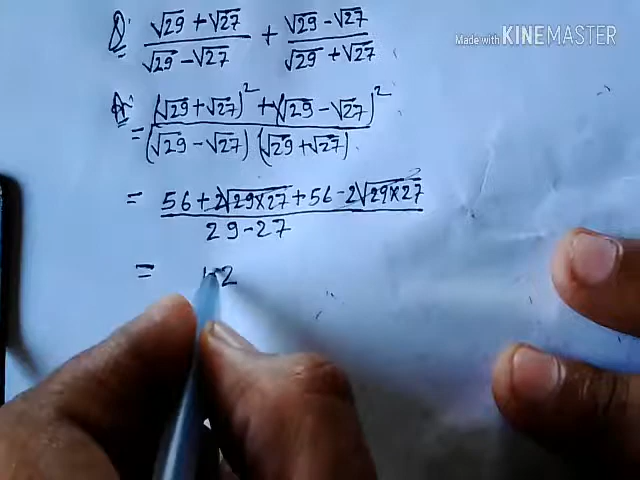 Q: (√29 + √27)/(√29 − √27) + (√29 − √27)/(√29 + √27)
Made with KINEMASTER
A: = ((√29 + √27)² + (√29 − √27)²)/((√29 − √27)(√29 + √27))
= (56 + 2√29×27 + 56 − 2√29×27)/(29 − 27)
=